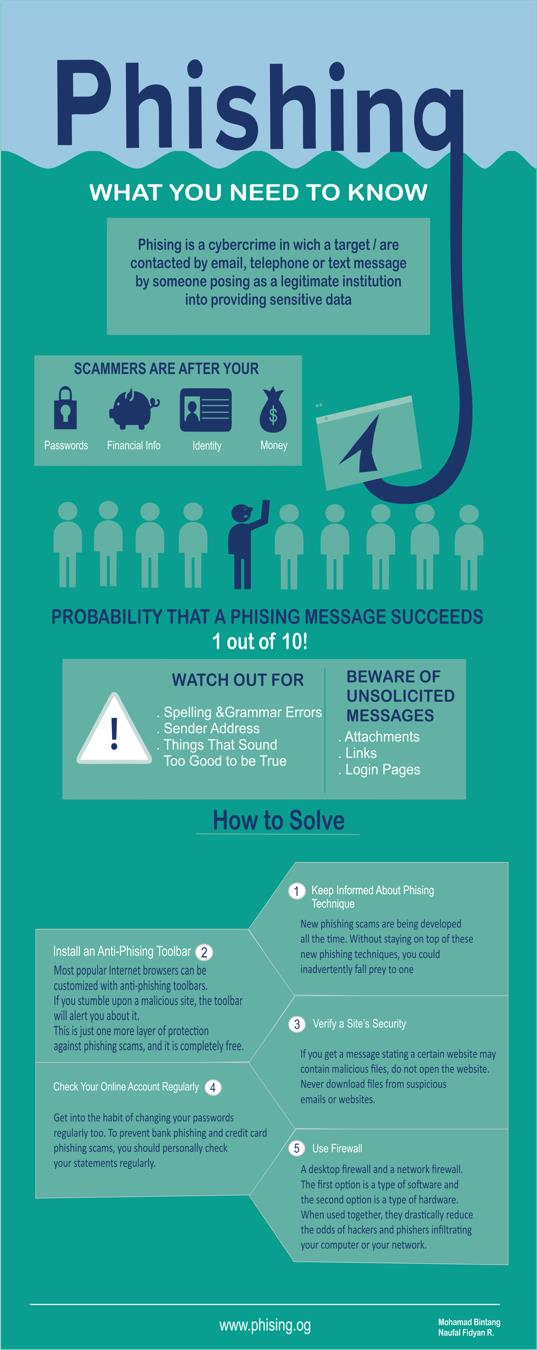 Phishing
WHAT YOU NEED TO KNOW
Phising is a cybercrime in wich a target / are
contacted by email, telephone or text message
by someone posing as a legitimate institution
into providing sensitive data
SCAMMERS ARE AFTER YOUR
Passwords
Financial Info
Identity
Money
PROBABILITY THAT A PHISING MESSAGE SUCCEEDS
1 out of 10!
WATCH OUT FOR
. Spelling &Grammar Errors
. Sender Address
. Things That Sound
Too Good to be True
BEWARE OF
UNSOLICITED
MESSAGES
. Attachments
. Links
. Login Pages
How to Solve
1 Keep Informed About Phising
Technique
New phishing scams are being developed
all the time. Without staying on top of these
new phishing techniques, you could
inadvertently fall prey to one
Install an Anti-Phising Toolbar 2
Most popular Internet browsers can be
customized with anti-phishing toolbars.
If you stumble upon a malicious site, the toolbar
will alert you about it.
This is just one more layer of protection
against phishing scams, and it is completely free.
3 Verify a Site's Security
If you get a message stating a certain website may
contain malicious files, do not open the website.
Never download files from suspicious
emails or websites.
Check Your Online Account Regularly 4
Get into the habit of changing your passwords
regularly too. To prevent bank phishing and credit card
phishing scams, you should personally check
your statements regularly.
5 Use Firewall
A desktop firewall and a network firewall.
The first option is a type of software and
the second option is a type of hardware.
When used together, they drastically reduce
the odds of hackers and phishers infiltrating
your computer or your network.
www.phising.og
Mohamad Bintang
Naufal Fidyan R.